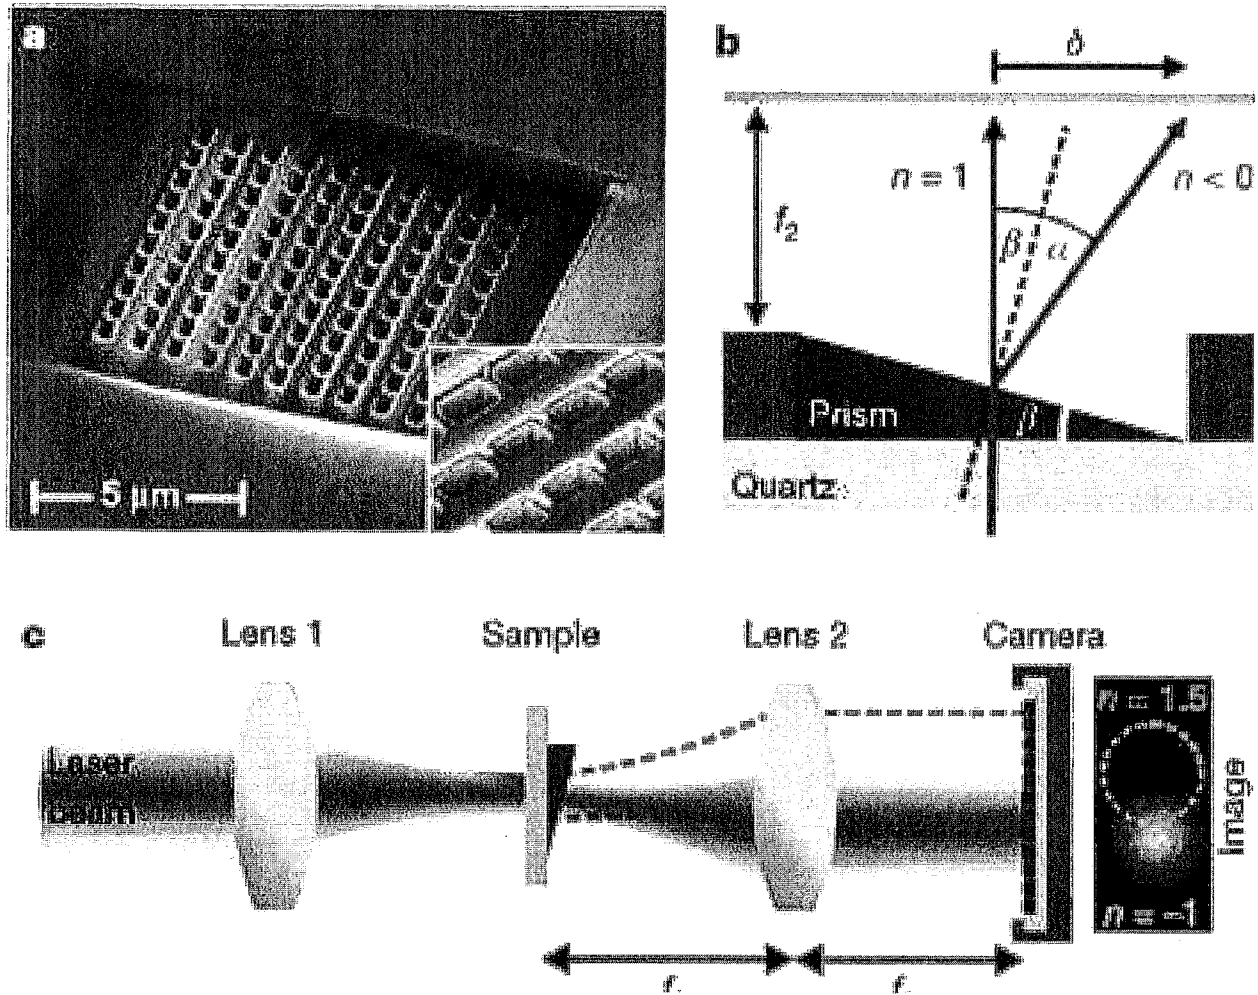 a
5 μm
b
δ
n = 1
n < 0
f2
β
α
Prism
β
Quartz
c
Lens 1
Sample
Lens 2
Camera
Laser
beam
n = 1.5
n = -1
Image